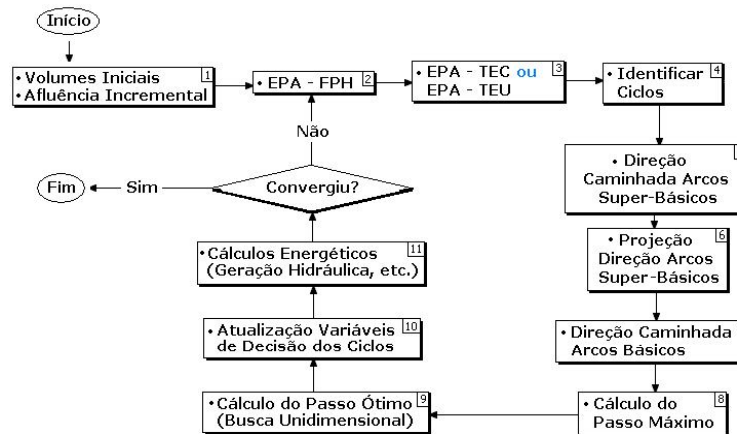 Início
1
• Volumes Iniciais
• Afluência Incremental
2
• EPA - FPH
3
• EPA - TEC ou
EPA - TEU
4
• Identificar
Ciclos
• Direção
Caminhada Arcos
Super-Básicos
6
• Projeção
Direção Arcos
Super-Básicos
• Direção Caminhada
Arcos Básicos
8
• Cálculo do
Passo Máximo
9
• Cálculo do Passo Ótimo
(Busca Unidimensional)
10
• Atualização Variáveis
de Decisão dos Ciclos
11
• Cálculos Energéticos
(Geração Hidráulica, etc.)
Convergiu?
Não
Sim
Fim